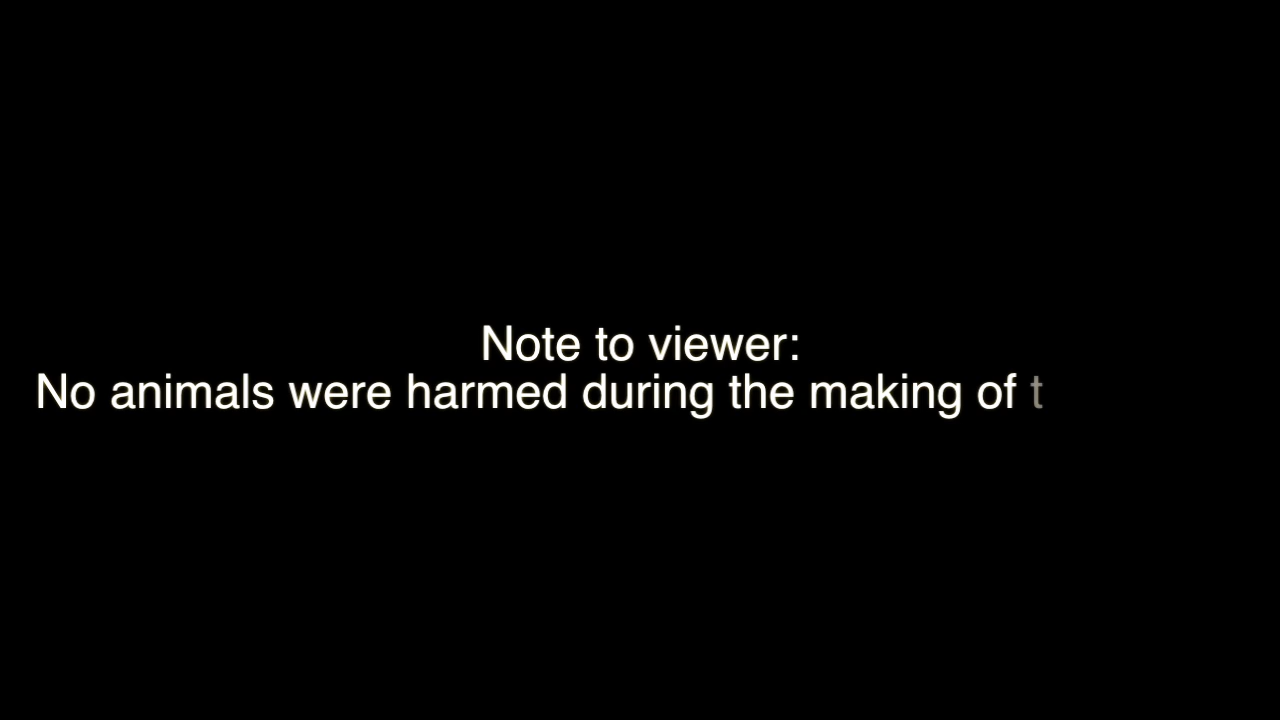 Note to viewer:
No animals were harmed during the making of t